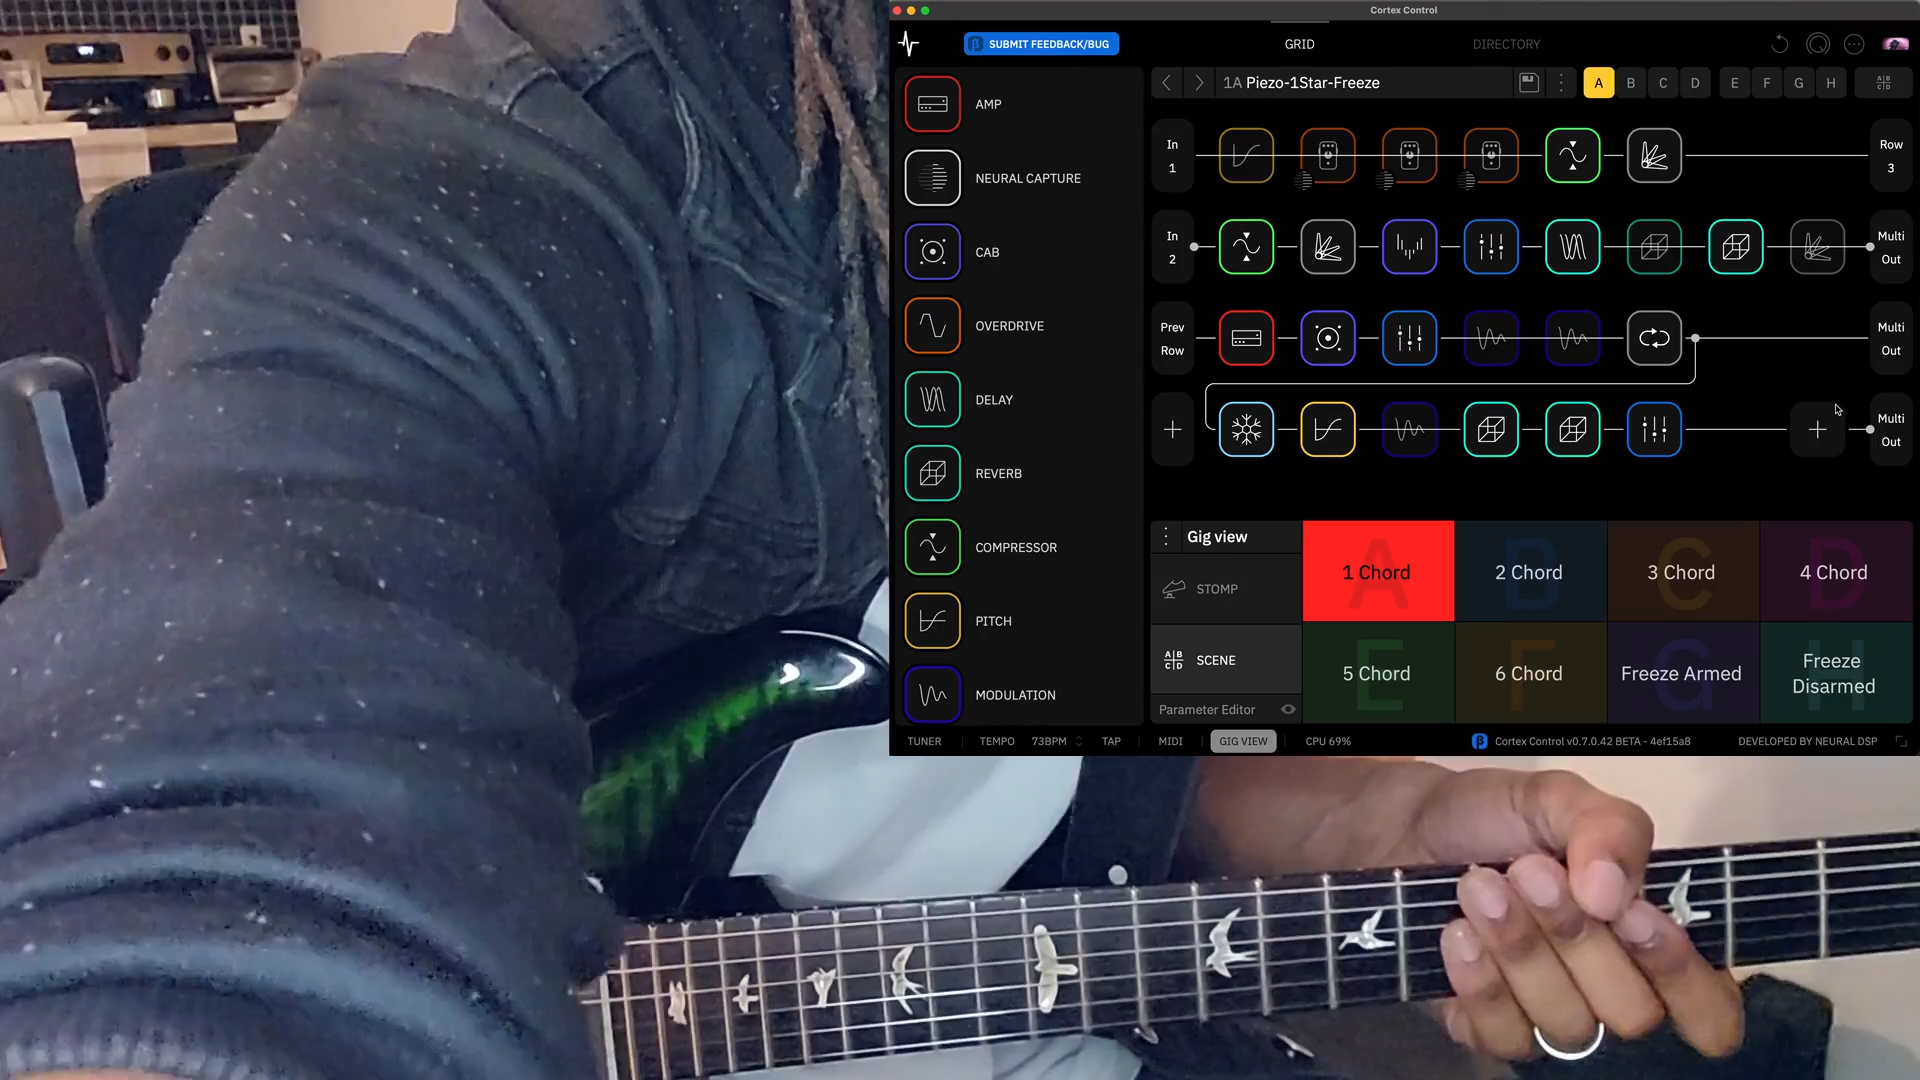 Cortex Control
SUBMIT FEEDBACK/BUG
GRID
DIRECTORY
AMP
NEURAL CAPTURE
CAB
OVERDRIVE
DELAY
REVERB
COMPRESSOR
PITCH
MODULATION
1A Piezo-1Star-Freeze
A B C D E F G H
In
1
Row
3
In
2
Multi
Out
Prev
Row
Multi
Out
Multi
Out
Gig view
STOMP
SCENE
Parameter Editor
A
1 Chord
B
2 Chord
C
3 Chord
D
4 Chord
E
5 Chord
F
6 Chord
G
Freeze Armed
H
Freeze
Disarmed
TUNER
TEMPO 73BPM
TAP
MIDI
GIG VIEW
CPU 69%
Cortex Control v0.7.0.42 BETA - 4ef15a8
DEVELOPED BY NEURAL DSP